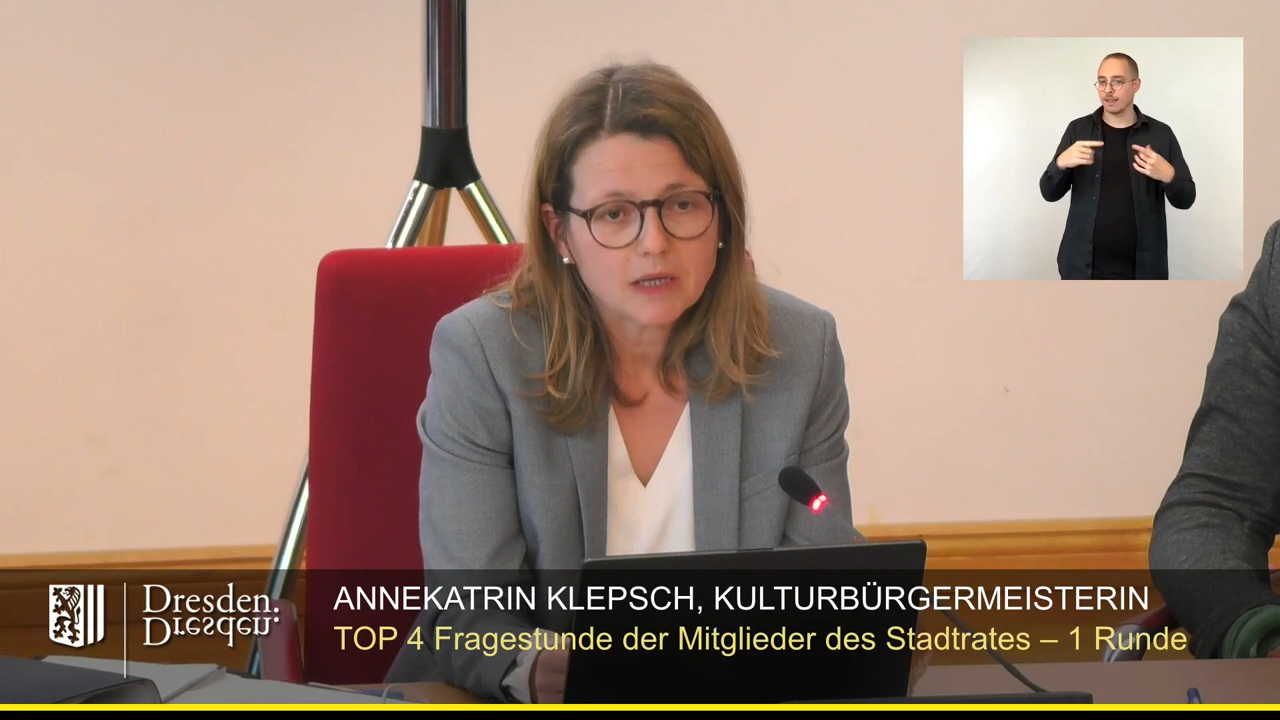 Dresden.
Dresden.
ANNEKATRIN KLEPSCH, KULTURBÜRGERMEISTERIN
TOP 4 Fragestunde der Mitglieder des Stadtrates – 1 Runde